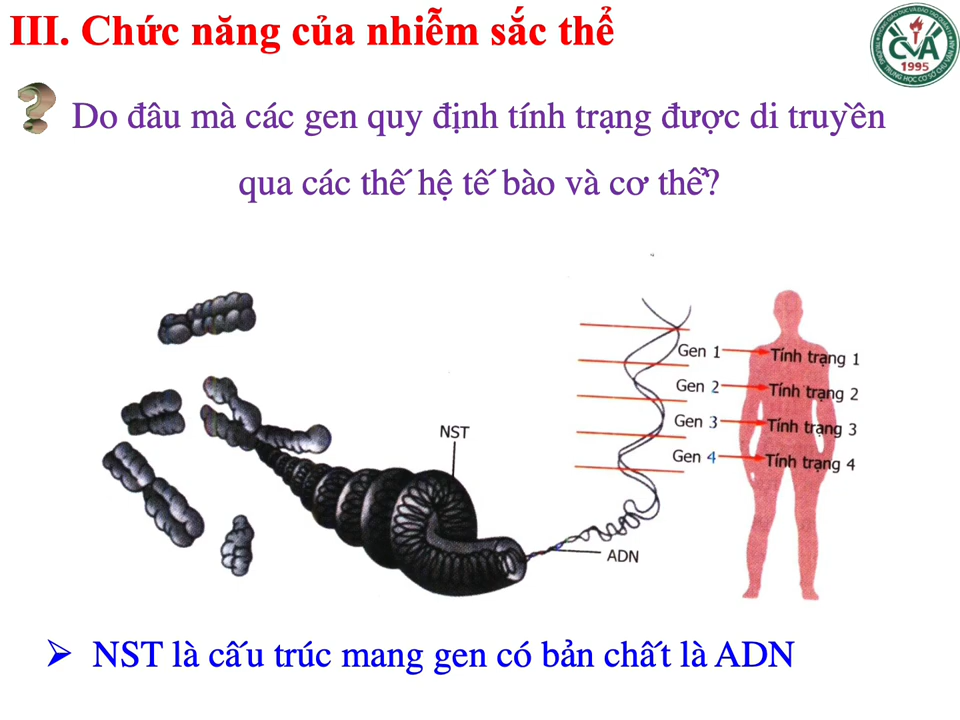 III. Chức năng của nhiễm sắc thể
CVA
1995
Do đâu mà các gen quy định tính trạng được di truyền
qua các thế hệ tế bào và cơ thể?
Gen 1
Tính trạng 1
Gen 2
Tính trạng 2
Gen 3
Tính trạng 3
Gen 4
Tính trạng 4
NST
ADN
NST là cấu trúc mang gen có bản chất là ADN